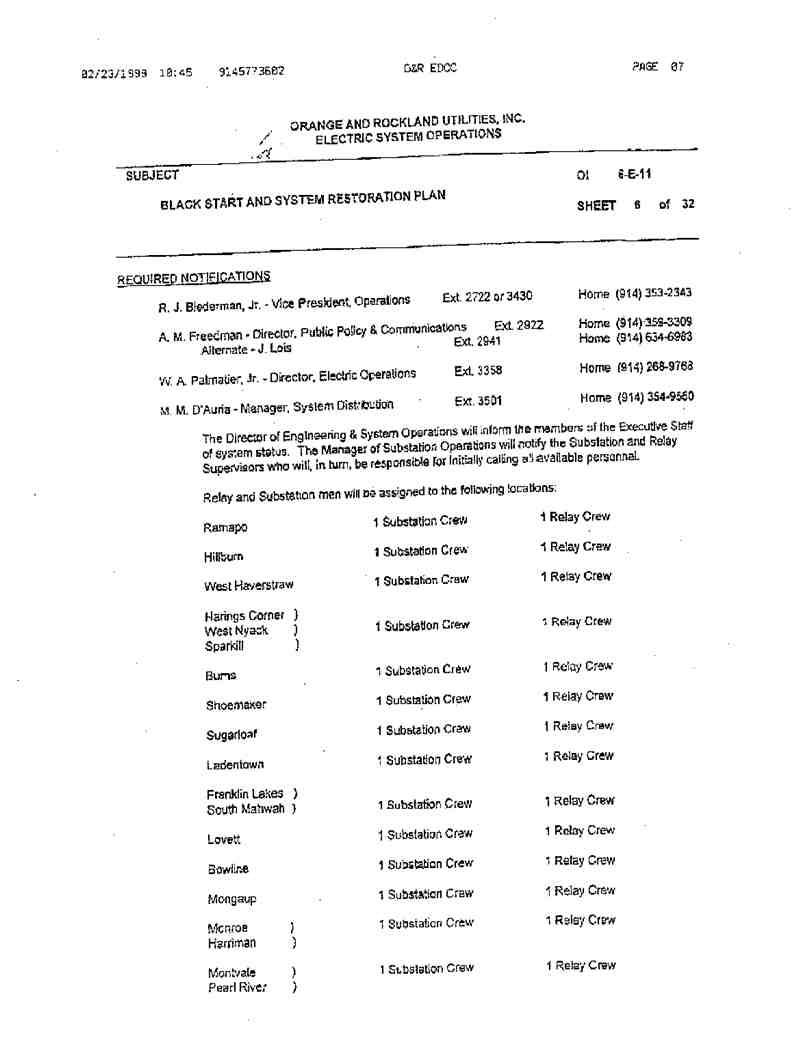 02/23/1999 10:45 9145773602 O&R EDCC PAGE 07
ORANGE AND ROCKLAND UTILITIES, INC.
ELECTRIC SYSTEM OPERATIONS
SUBJECT OI 6-E-11
BLACK START AND SYSTEM RESTORATION PLAN SHEET 6 of 32
REQUIRED NOTIFICATIONS
R. J. Biederman, Jr. - Vice President, Operations Ext. 2722 or 3430 Home (914) 353-2343
A. M. Freedman - Director, Public Policy & Communications Ext. 2922 Home (914) 359-3309
Alternate - J. Lois Ext. 2941 Home (914) 634-6983
W. A. Palmatier, Jr. - Director, Electric Operations Ext. 3358 Home (914) 268-9768
M. M. D'Auria - Manager, System Distribution Ext. 3501 Home (914) 354-9560
The Director of Engineering & System Operations will inform the members of the Executive Staff
of system status. The Manager of Substation Operations will notify the Substation and Relay
Supervisors who will, in turn, be responsible for initially calling all available personnel.
Relay and Substation men will be assigned to the following locations:
Ramapo 1 Substation Crew 1 Relay Crew
Hillburn 1 Substation Crew 1 Relay Crew
West Haverstraw 1 Substation Crew 1 Relay Crew
Harings Corner )
West Nyack ) 1 Substation Crew 1 Relay Crew
Sparkill )
Burns 1 Substation Crew 1 Relay Crew
Shoemaker 1 Substation Crew 1 Relay Crew
Sugarloaf 1 Substation Crew 1 Relay Crew
Ladentown 1 Substation Crew 1 Relay Crew
Franklin Lakes )
South Mahwah ) 1 Substation Crew 1 Relay Crew
Lovett 1 Substation Crew 1 Relay Crew
Bowline 1 Substation Crew 1 Relay Crew
Mongaup 1 Substation Crew 1 Relay Crew
Monroe ) 1 Substation Crew 1 Relay Crew
Harriman )
Montvale ) 1 Substation Crew 1 Relay Crew
Pearl River )